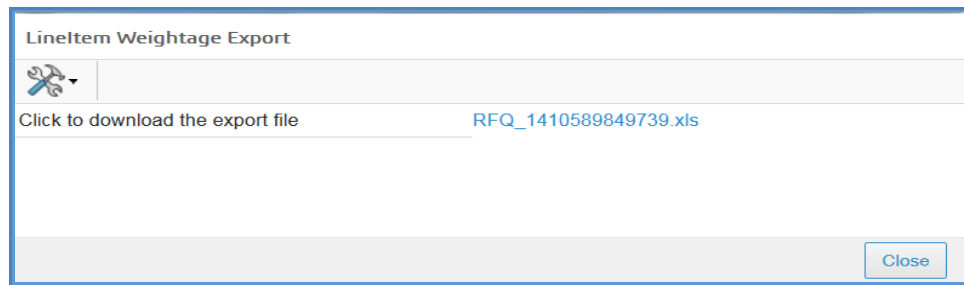 LineItem Weightage Export
Click to download the export file RFQ_1410589849739.xls
Close